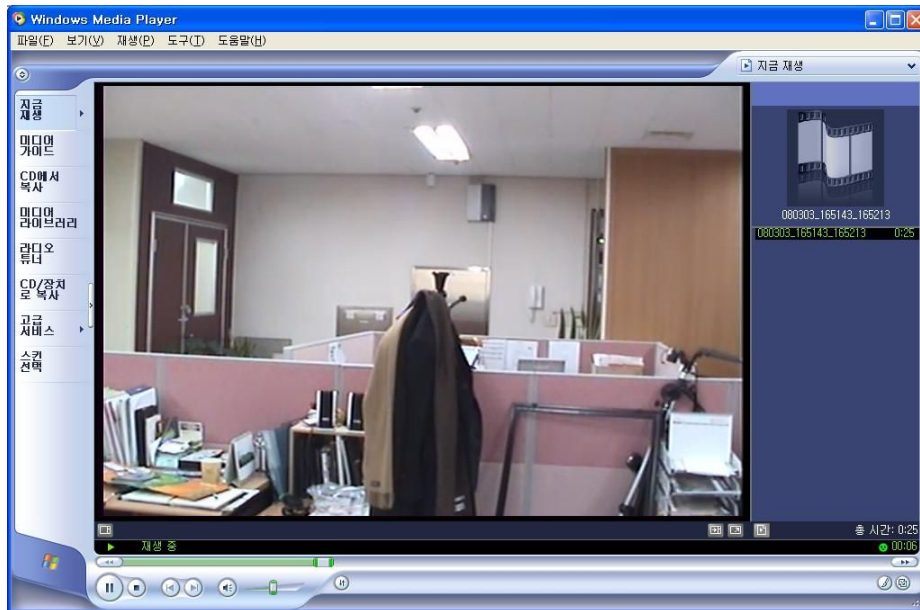 Windows Media Player
파일(F) 보기(V) 재생(P) 도구(T) 도움말(H)
지금 재생
지금
재생
미디어
가이드
CD에서
복사
미디어
라이브러리
라디오
튜너
CD/장치
로 복사
고급
서비스
스킨
선택
080303_165143_165213
080303_165143_165213 0:25
총 시간: 0:25
재생 중 00:06